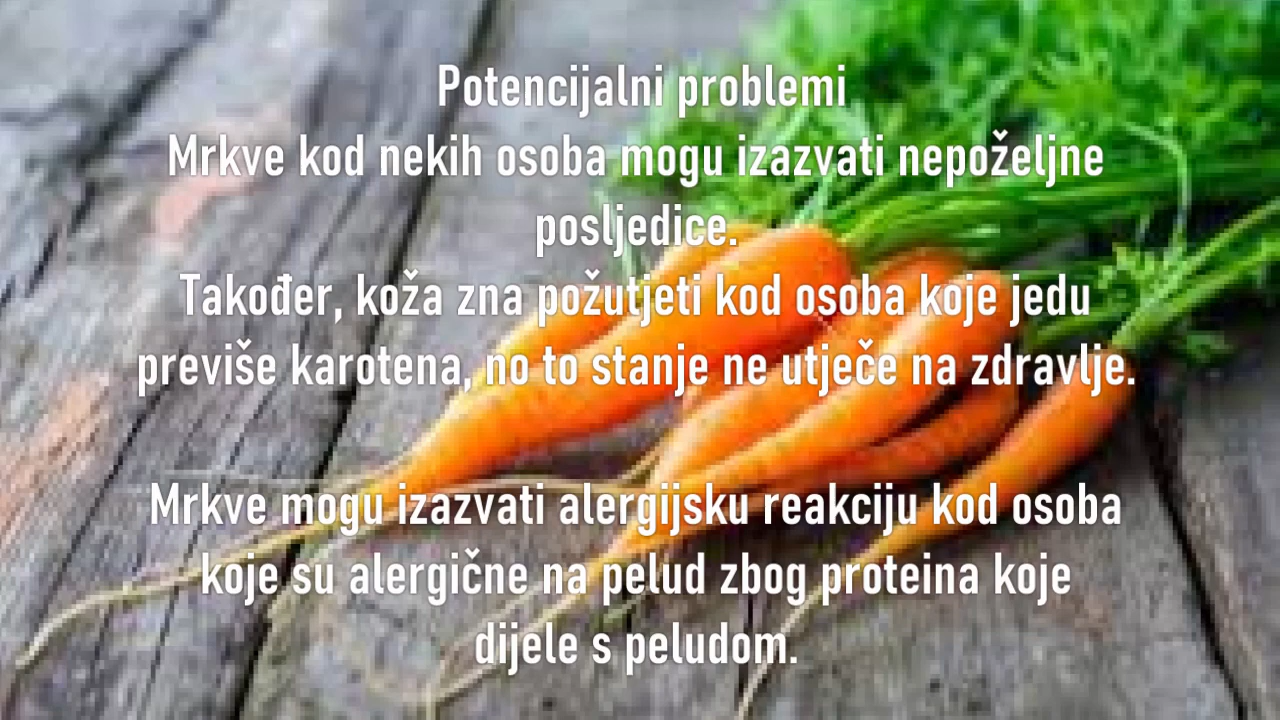 Potencijalni problemi
Mrkve kod nekih osoba mogu izazvati nepoželjne
posljedice.
Također, koža zna požutjeti kod osoba koje jedu
previše karotena, no to stanje ne utječe na zdravlje.
Mrkve mogu izazvati alergijsku reakciju kod osoba
koje su alergične na pelud zbog proteina koje
dijele s peludom.